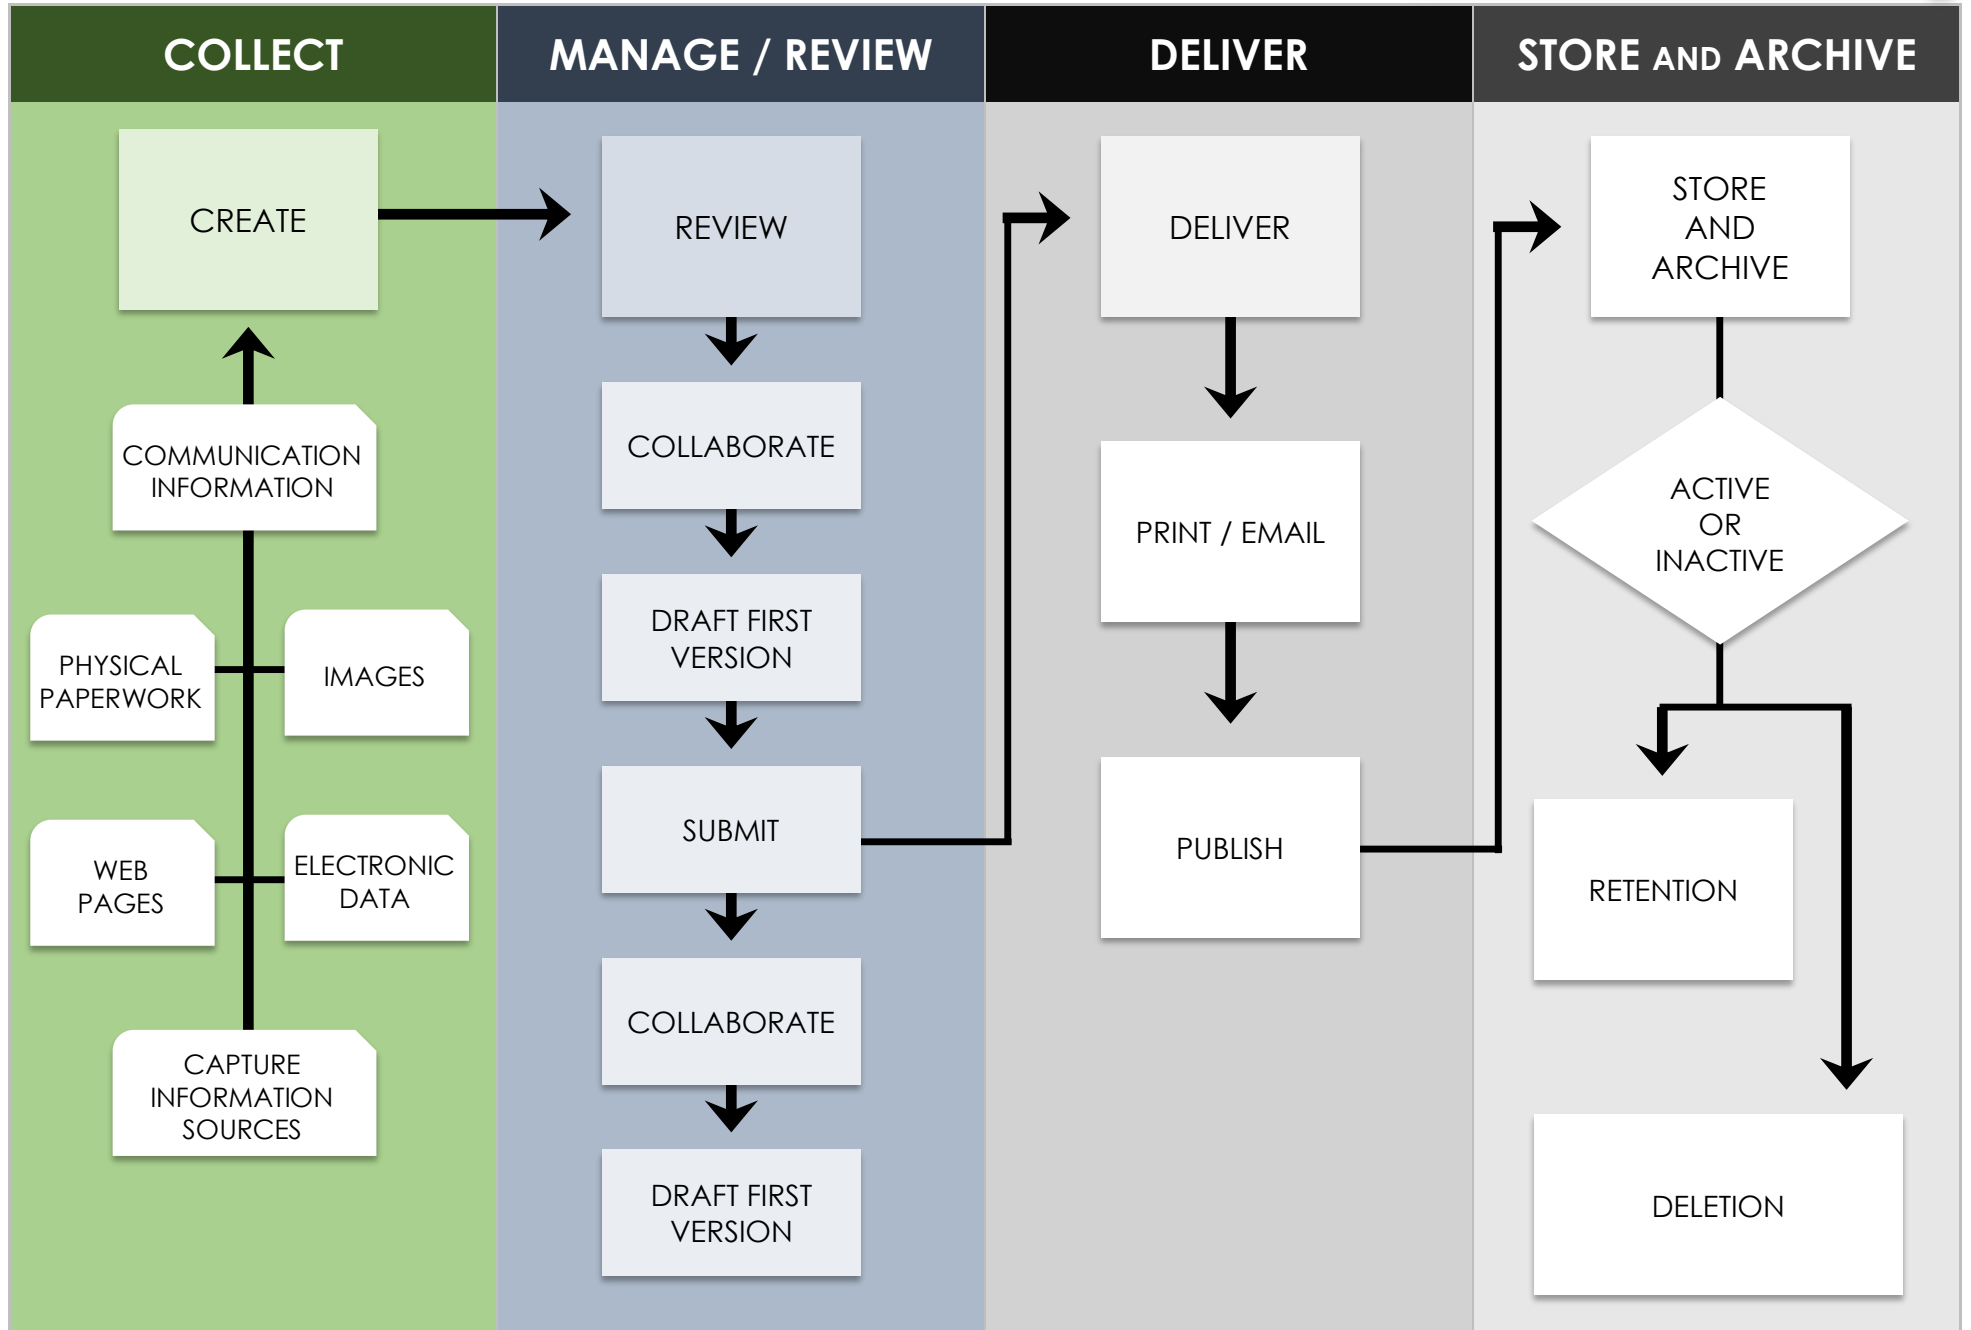 COLLECT
MANAGE / REVIEW
DELIVER
STORE AND ARCHIVE
CREATE
COMMUNICATION
INFORMATION
PHYSICAL
PAPERWORK
IMAGES
WEB
PAGES
ELECTRONIC
DATA
CAPTURE
INFORMATION
SOURCES
REVIEW
COLLABORATE
DRAFT FIRST
VERSION
SUBMIT
COLLABORATE
DRAFT FIRST
VERSION
DELIVER
PRINT / EMAIL
PUBLISH
STORE
AND
ARCHIVE
ACTIVE
OR
INACTIVE
RETENTION
DELETION